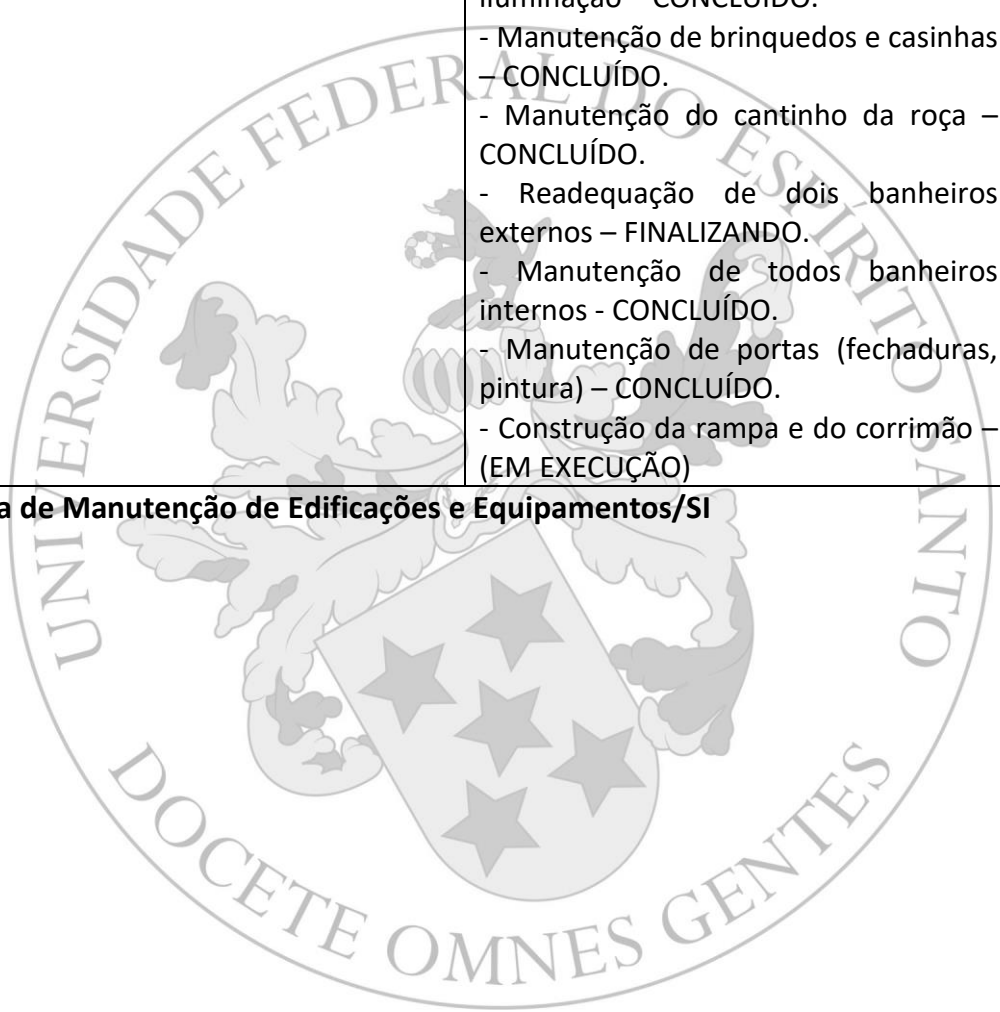 Iluminação – CONCLUÍDO.
- Manutenção de brinquedos e casinhas
– CONCLUÍDO.
- Manutenção do cantinho da roça –
CONCLUÍDO.
- Readequação de dois banheiros
externos – FINALIZANDO.
- Manutenção de todos banheiros
internos - CONCLUÍDO.
- Manutenção de portas (fechaduras,
pintura) – CONCLUÍDO.
- Construção da rampa e do corrimão –
(EM EXECUÇÃO)
a de Manutenção de Edificações e Equipamentos/SI
UNIVERSIDADE FEDERAL DO ESPÍRITO SANTO
DOCETE OMNES GENTES